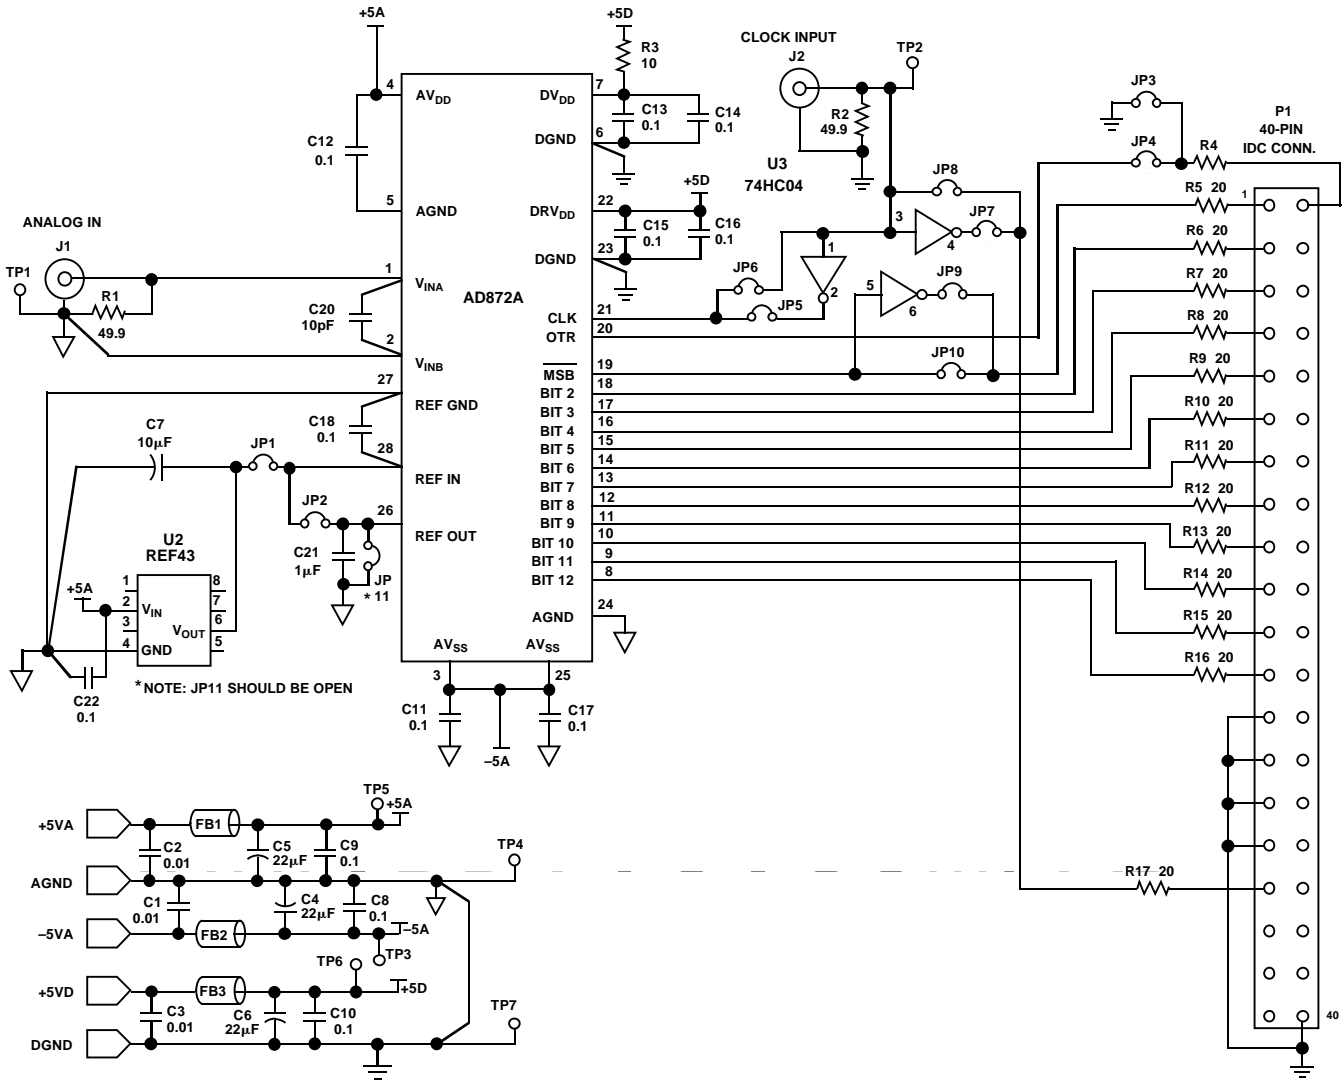 +5A
+5D
R3
10
CLOCK INPUT
J2
TP2
JP3
P1
40-PIN
IDC CONN.
4
AVDD
7
DVDD
C13
0.1
C14
0.1
R2
49.9
C12
0.1
6
DGND
U3
74HC04
JP4
R4
JP8
+5D
5
AGND
22
DRVDD
C15
0.1
C16
0.1
3
4
JP7
R5 20
1
ANALOG IN
J1
TP1
R1
49.9
23
DGND
1
2
R6 20
1
VINA
AD872A
JP6
JP5
5
6
JP9
R7 20
C20
10pF
21
CLK
20
OTR
R8 20
2
VINB
19
MSB
JP10
R9 20
27
REF GND
18
BIT 2
17
BIT 3
R10 20
C7
10µF
JP1
C18
0.1
16
BIT 4
15
BIT 5
R11 20
28
REF IN
14
BIT 6
13
BIT 7
R12 20
JP2
26
REF OUT
12
BIT 8
11
BIT 9
R13 20
U2
REF43
C21
1µF
JP
* 11
10
BIT 10
9
BIT 11
8
BIT 12
R14 20
+5A
1
2
3
4
VIN
VOUT
GND
8
7
6
5
24
AGND
R15 20
R16 20
AVSS
AVSS
3
25
C22
0.1
*NOTE: JP11 SHOULD BE OPEN
C11
0.1
C17
0.1
–5A
TP5
+5A
+5VA
FB1
C2
0.01
C5
22µF
C9
0.1
TP4
AGND
R17 20
C1
0.01
C4
22µF
C8
0.1
–5A
–5VA
FB2
TP3
TP6
+5VD
FB3
+5D
C3
0.01
C6
22µF
C10
0.1
TP7
40
DGND